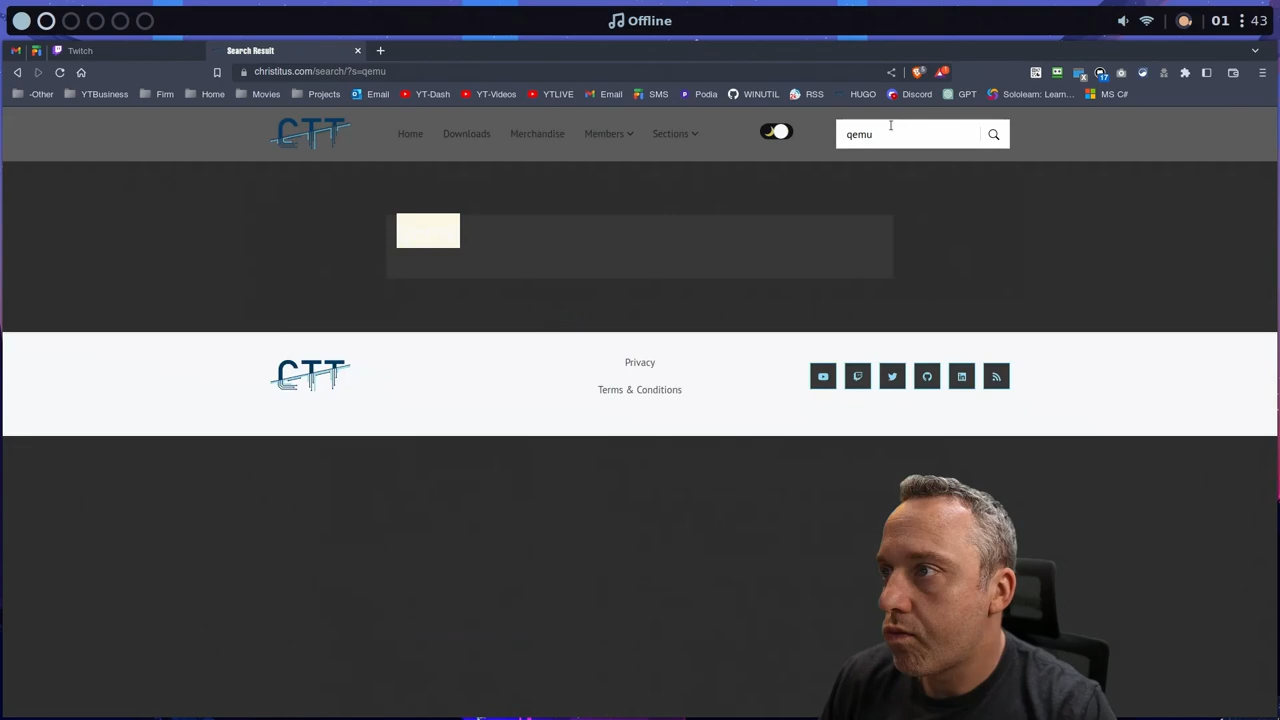 Offline
01
43
Twitch
Search Result
christitus.com/search/?s=qemu
-Other
YTBusiness
Firm
Home
Movies
Projects
Email
YT-Dash
YT-Videos
YTLIVE
Email
SMS
Podia
WINUTIL
RSS
HUGO
Discord
GPT
Sololearn: Learn…
MS C#
CTT
Home
Downloads
Merchandise
Members
Sections
qemu
CTT
Privacy
Terms & Conditions